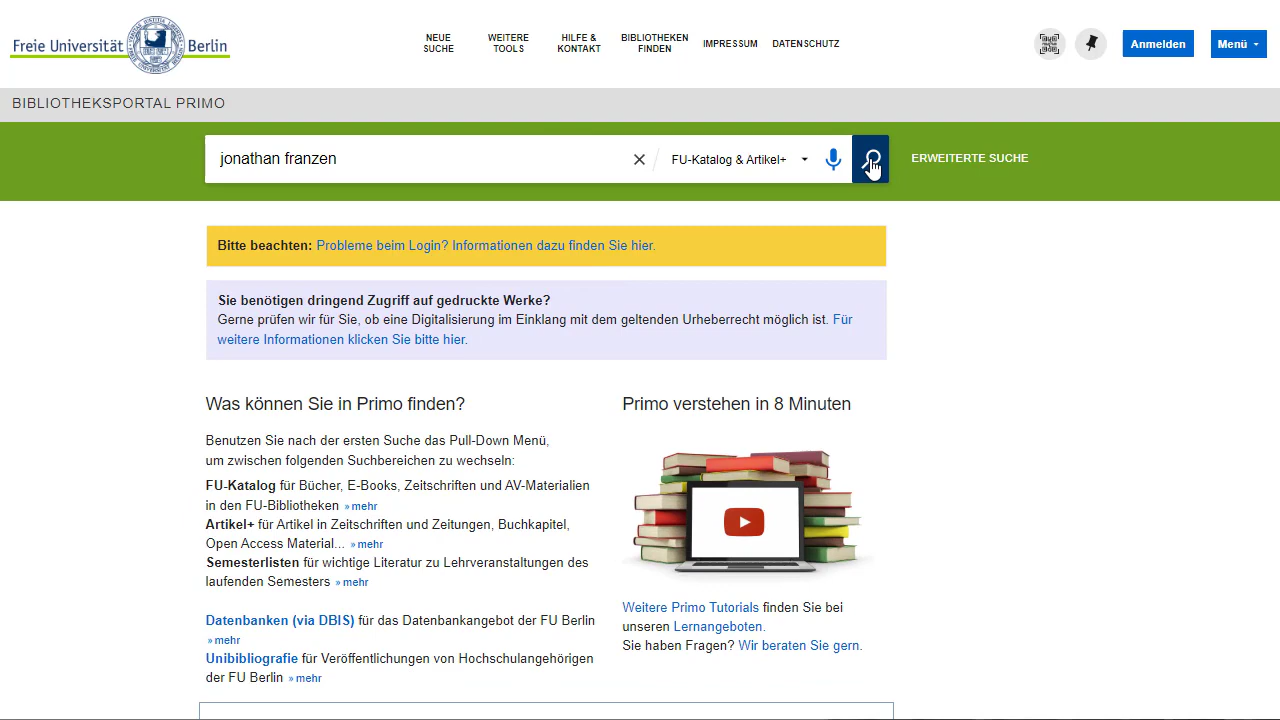 Freie Universität Berlin
NEUE SUCHE
WEITERE TOOLS
HILFE & KONTAKT
BIBLIOTHEKEN FINDEN
IMPRESSUM
DATENSCHUTZ
Anmelden
Menü
BIBLIOTHEKSPORTAL PRIMO
jonathan franzen
FU-Katalog & Artikel+
ERWEITERTE SUCHE
Bitte beachten: Probleme beim Login? Informationen dazu finden Sie hier.
Sie benötigen dringend Zugriff auf gedruckte Werke?
Gerne prüfen wir für Sie, ob eine Digitalisierung im Einklang mit dem geltenden Urheberrecht möglich ist. Für
weitere Informationen klicken Sie bitte hier.
Was können Sie in Primo finden?
Benutzen Sie nach der ersten Suche das Pull-Down Menü,
um zwischen folgenden Suchbereichen zu wechseln:
FU-Katalog für Bücher, E-Books, Zeitschriften und AV-Materialien
in den FU-Bibliotheken » mehr
Artikel+ für Artikel in Zeitschriften und Zeitungen, Buchkapitel,
Open Access Material... » mehr
Semesterlisten für wichtige Literatur zu Lehrveranstaltungen des
laufenden Semesters » mehr
Datenbanken (via DBIS) für das Datenbankangebot der FU Berlin
» mehr
Unibibliografie für Veröffentlichungen von Hochschulangehörigen
der FU Berlin » mehr
Primo verstehen in 8 Minuten
Weitere Primo Tutorials finden Sie bei
unseren Lernangeboten.
Sie haben Fragen? Wir beraten Sie gern.